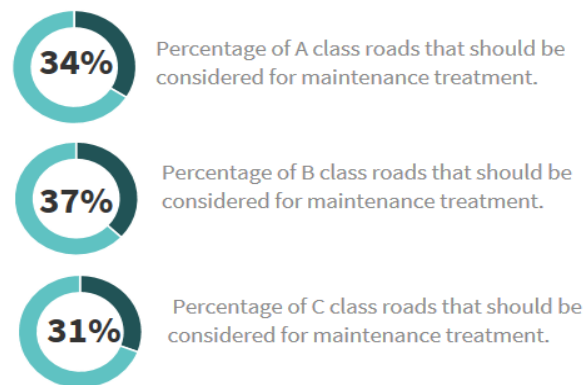 34%
Percentage of A class roads that should be
considered for maintenance treatment.
37%
Percentage of B class roads that should be
considered for maintenance treatment.
31%
Percentage of C class roads that should be
considered for maintenance treatment.